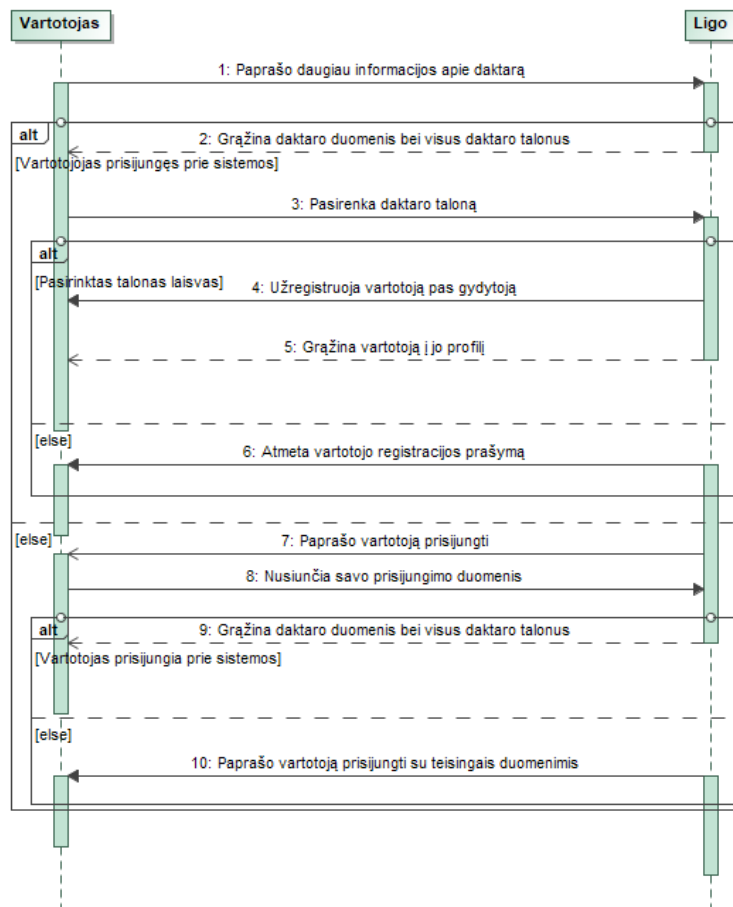 Vartotojas
Ligo
1: Paprašo daugiau informacijos apie daktarą
alt
2: Grąžina daktaro duomenis bei visus daktaro talonus
[Vartotojojas prisijungęs prie sistemos]
3: Pasirenka daktaro taloną
alt
[Pasirinktas talonas laisvas]
4: Užregistruoja vartotoją pas gydytoją
5: Grąžina vartotoją į jo profilį
[else]
6: Atmeta vartotojo registracijos prašymą
[else]
7: Paprašo vartotoją prisijungti
8: Nusiunčia savo prisijungimo duomenis
alt
9: Grąžina daktaro duomenis bei visus daktaro talonus
[Vartotojas prisijungia prie sistemos]
[else]
10: Paprašo vartotoją prisijungti su teisingais duomenimis